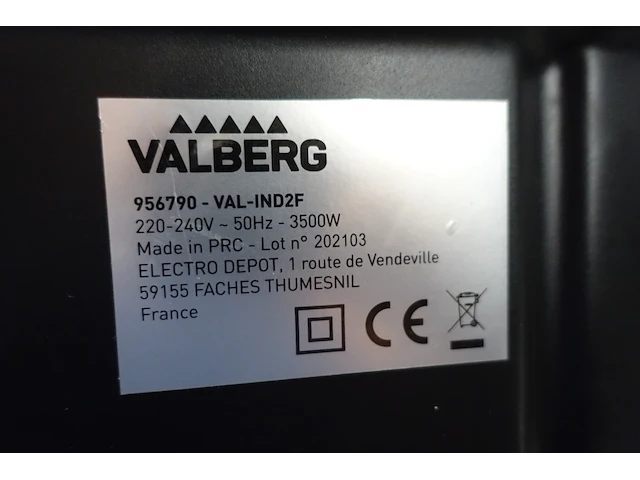 VALBERG
956790 - VAL-IND2F
220-240V ~ 50Hz - 3500W
Made in PRC - Lot n° 202103
ELECTRO DEPOT, 1 route de Vendeville
59155 FACHES THUMESNIL
France
CE